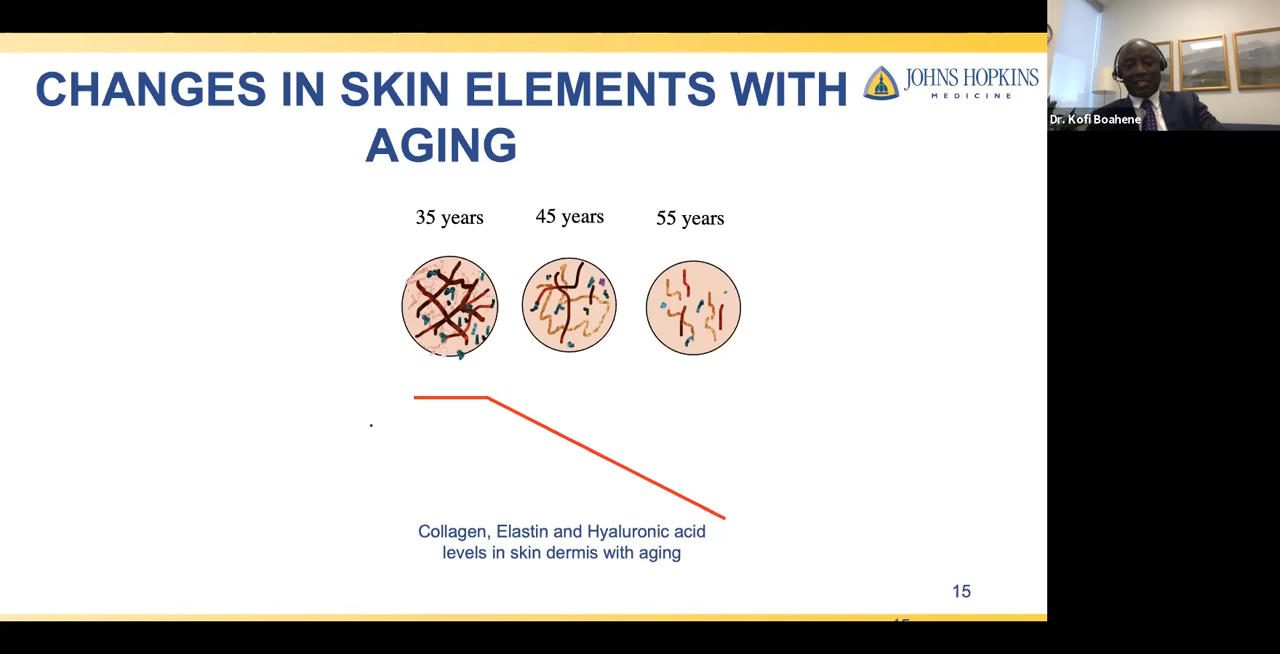 CHANGES IN SKIN ELEMENTS WITH
AGING
JOHNS HOPKINS
MEDICINE
Dr. Kofi Boahene
35 years
45 years
55 years
Collagen, Elastin and Hyaluronic acid
levels in skin dermis with aging
15